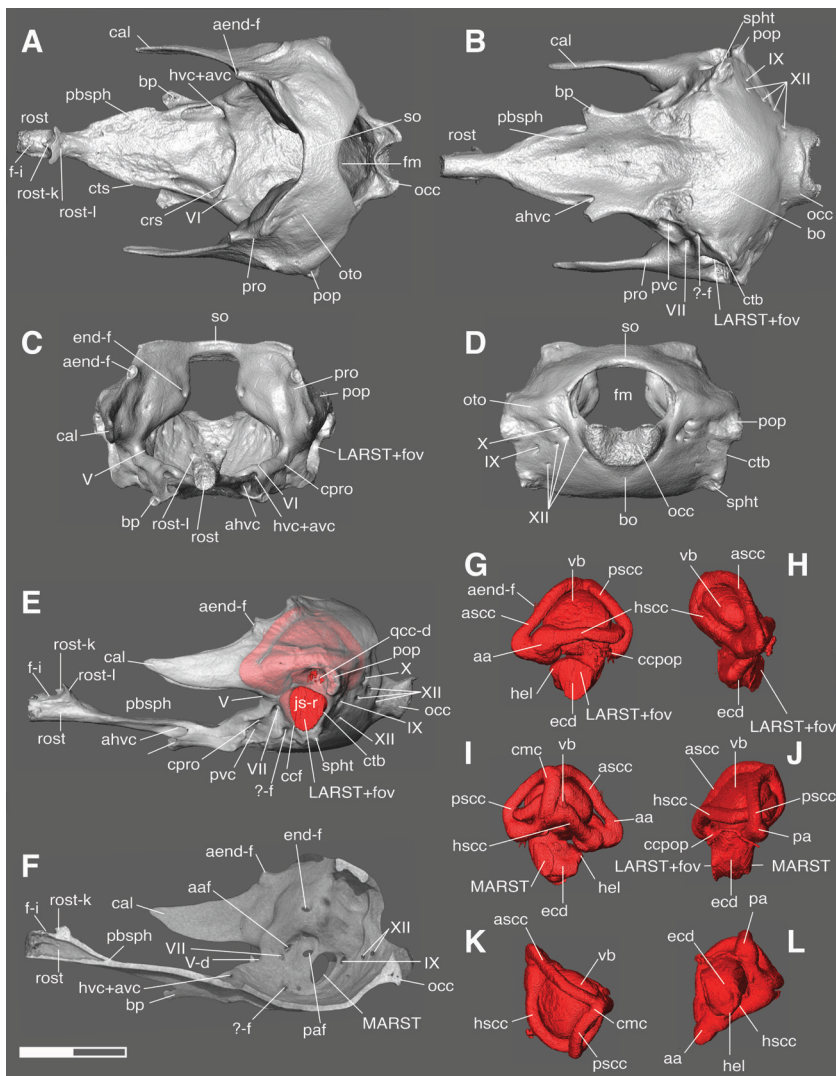 A
aend-f
cal
hvc+avc
bp
pbsph
rost
so
fm
f-i
rost-k
rost-l
cts
crs
VI
occ
oto
pro
pop
B
spht
pop
IX
XII
cal
bp
pbsph
rost
ahvc
occ
bo
pro
pvc
VII
?-f
ctb
LARST+fov
C
so
end-f
aend-f
pro
pop
cal
LARST+fov
V
VI
cpro
bp
rost-l
ahvc
hvc+avc
rost
D
so
fm
oto
pop
X
IX
ctb
XII
bo
occ
spht
E
aend-f
rost-k
rost-l
cal
qcc-d
pop
f-i
X
pbsph
V
js-r
XII
occ
rost
IX
ahvc
XII
cpro
ctb
pvc
VII
spht
?-f
ccf
LARST+fov
F
end-f
aend-f
aaf
cal
rost-k
XII
f-i
pbsph
VII
V-d
rost
IX
hvc+avc
occ
bp
MARST
?-f
paf
G
vb
pscc
aend-f
ascc
hscc
aa
ccpop
hel
ecd
LARST+fov
H
ascc
vb
hscc
ecd
LARST+fov
I
cmc
vb
ascc
pscc
aa
hscc
MARST
hel
ecd
J
vb
ascc
hscc
pscc
ccpop
pa
LARST+fov
MARST
ecd
K
ascc
vb
hscc
cmc
pscc
L
pa
ecd
aa
hel
hscc